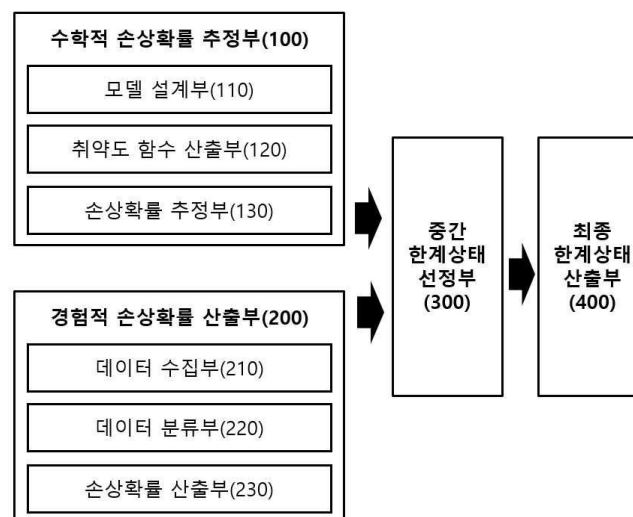 수학적 손상확률 추정부(100)
모델 설계부(110)
취약도 함수 산출부(120)
손상확률 추정부(130)
경험적 손상확률 산출부(200)
데이터 수집부(210)
데이터 분류부(220)
손상확률 산출부(230)
중간
한계상태
선정부
(300)
최종
한계상태
산출부
(400)